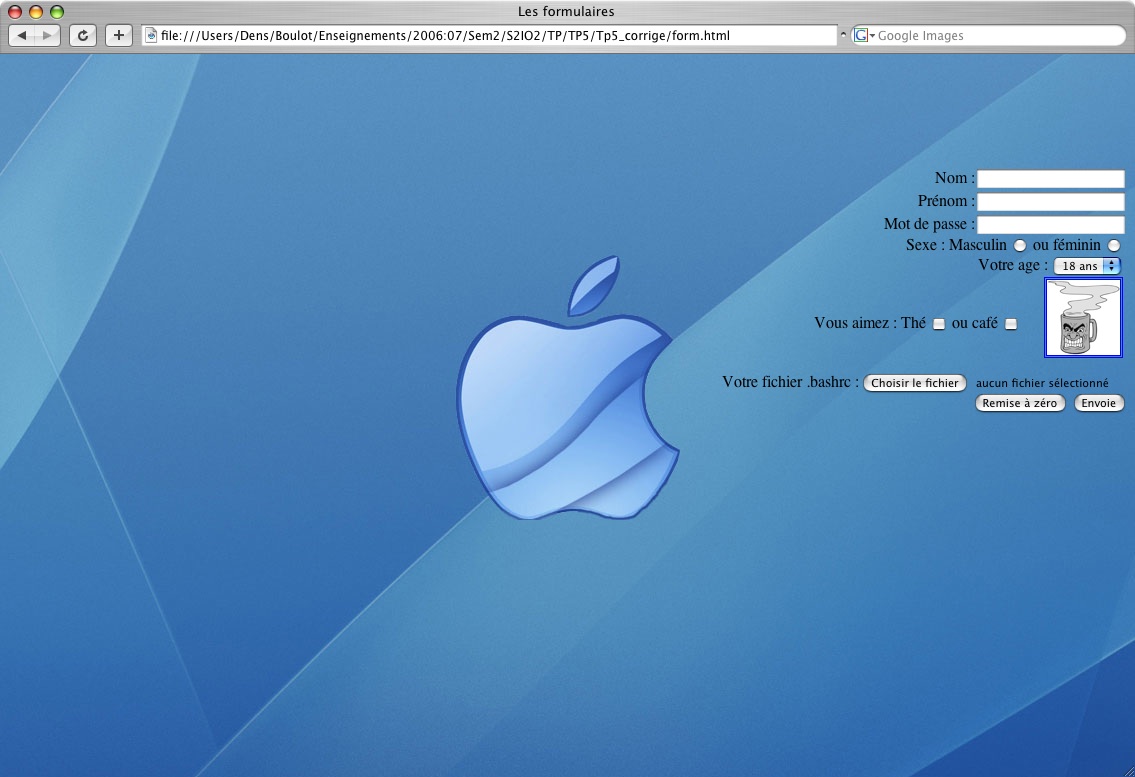 Les formulaires
file:///Users/Dens/Boulot/Enseignements/2006:07/Sem2/S2IO2/TP/TP5/Tp5_corrige/form.html
Google Images
Nom :
Prénom :
Mot de passe :
Sexe : Masculin ou féminin
Votre age : 18 ans
Vous aimez : Thé ou café
Votre fichier .bashrc : Choisir le fichier aucun fichier sélectionné
Remise à zéro Envoie